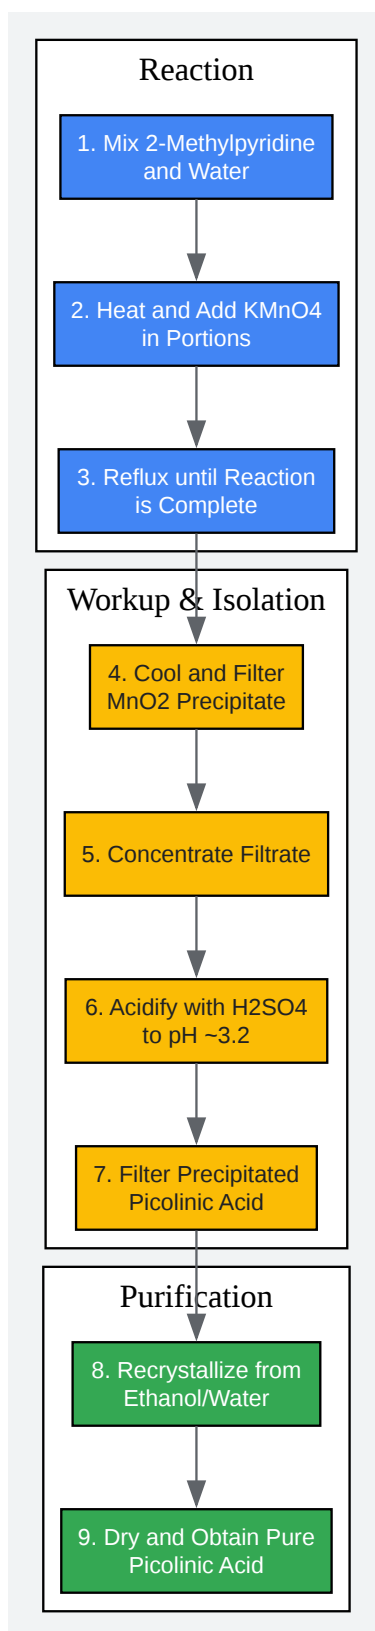 Reaction
1. Mix 2-Methylpyridine
and Water
2. Heat and Add KMnO4
in Portions
3. Reflux until Reaction
is Complete
Workup & Isolation
4. Cool and Filter
MnO2 Precipitate
5. Concentrate Filtrate
6. Acidify with H2SO4
to pH ~3.2
7. Filter Precipitated
Picolinic Acid
Purification
8. Recrystallize from
Ethanol/Water
9. Dry and Obtain Pure
Picolinic Acid